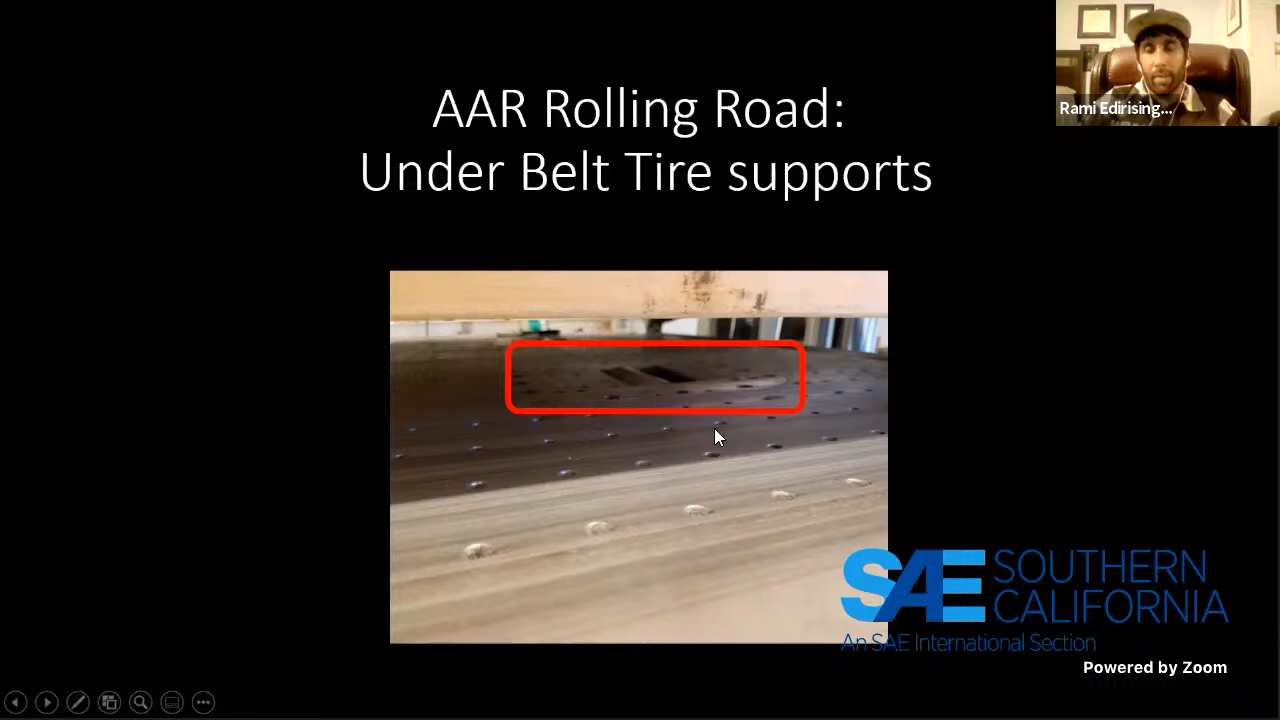 AAR Rolling Road:
Under Belt Tire supports
Rami Edirising...
SAE SOUTHERN
CALIFORNIA
An SAE International Section
Powered by Zoom